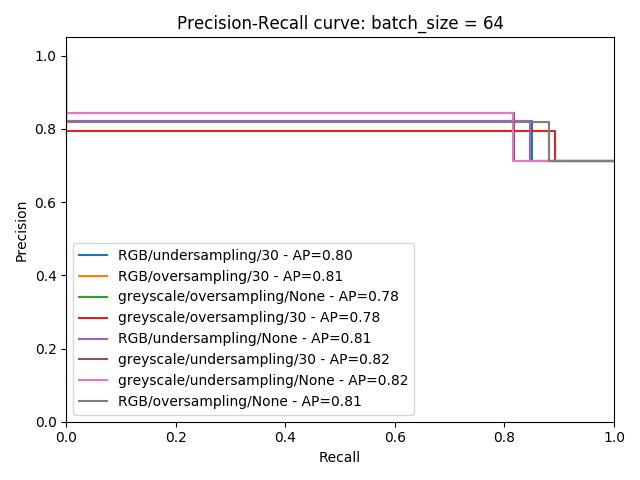 Precision-Recall curve: batch_size = 64
1.0
0.8
0.6
0.4
0.2
0.0
Precision
RGB/undersampling/30 - AP=0.80
RGB/oversampling/30 - AP=0.81
greyscale/oversampling/None - AP=0.78
greyscale/oversampling/30 - AP=0.78
RGB/undersampling/None - AP=0.81
greyscale/undersampling/30 - AP=0.82
greyscale/undersampling/None - AP=0.82
RGB/oversampling/None - AP=0.81
0.0 0.2 0.4 0.6 0.8 1.0
Recall